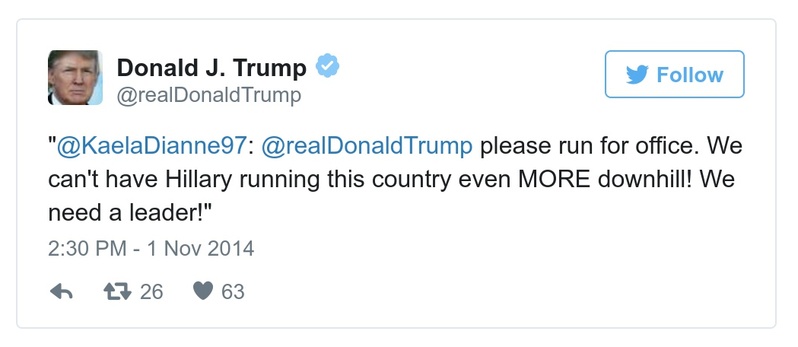 Donald J. Trump
@realDonaldTrump
Follow
"@KaelaDianne97: @realDonaldTrump please run for office. We
can't have Hillary running this country even MORE downhill! We
need a leader!"
2:30 PM - 1 Nov 2014
26 63